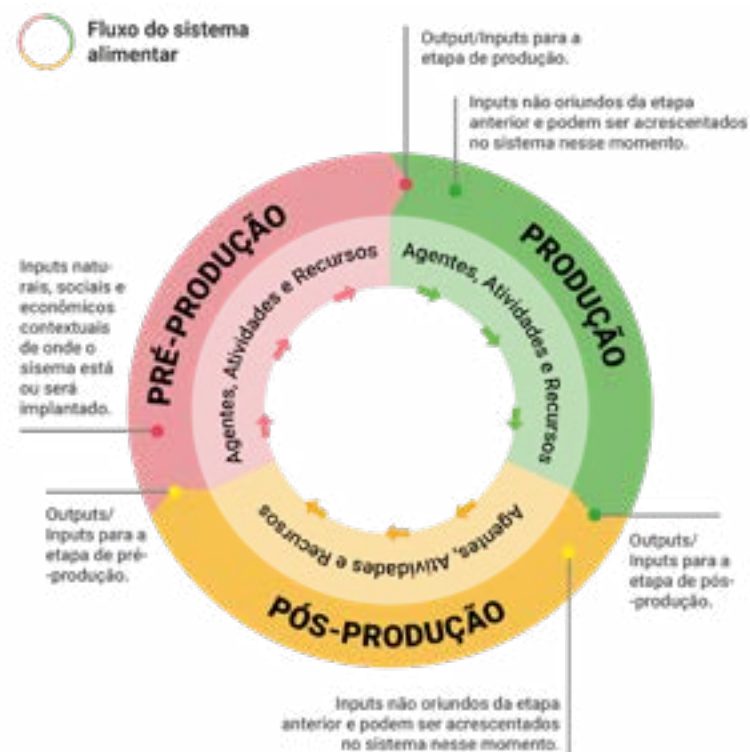 Fluxo do sistema
alimentar
Output/Inputs para a
etapa de produção.
Inputs não oriundos da etapa
anterior e podem ser acrescentados
no sistema nesse momento.
PRÉ-PRODUÇÃO
Agentes, Atividades e Recursos
PRODUÇÃO
Agentes, Atividades e Recursos
Inputs natu-
rais, sociais e
econômicos
contextuais
de onde o
sisema está
ou será
implantado.
Outputs/
Inputs para a
etapa de pré-
-produção.
Agentes, Atividades e Recursos
PÓS-PRODUÇÃO
Outputs/
Inputs para a
etapa de pós-
-produção.
Inputs não oriundos da etapa
anterior e podem ser acrescentados
no sistema nesse momento.